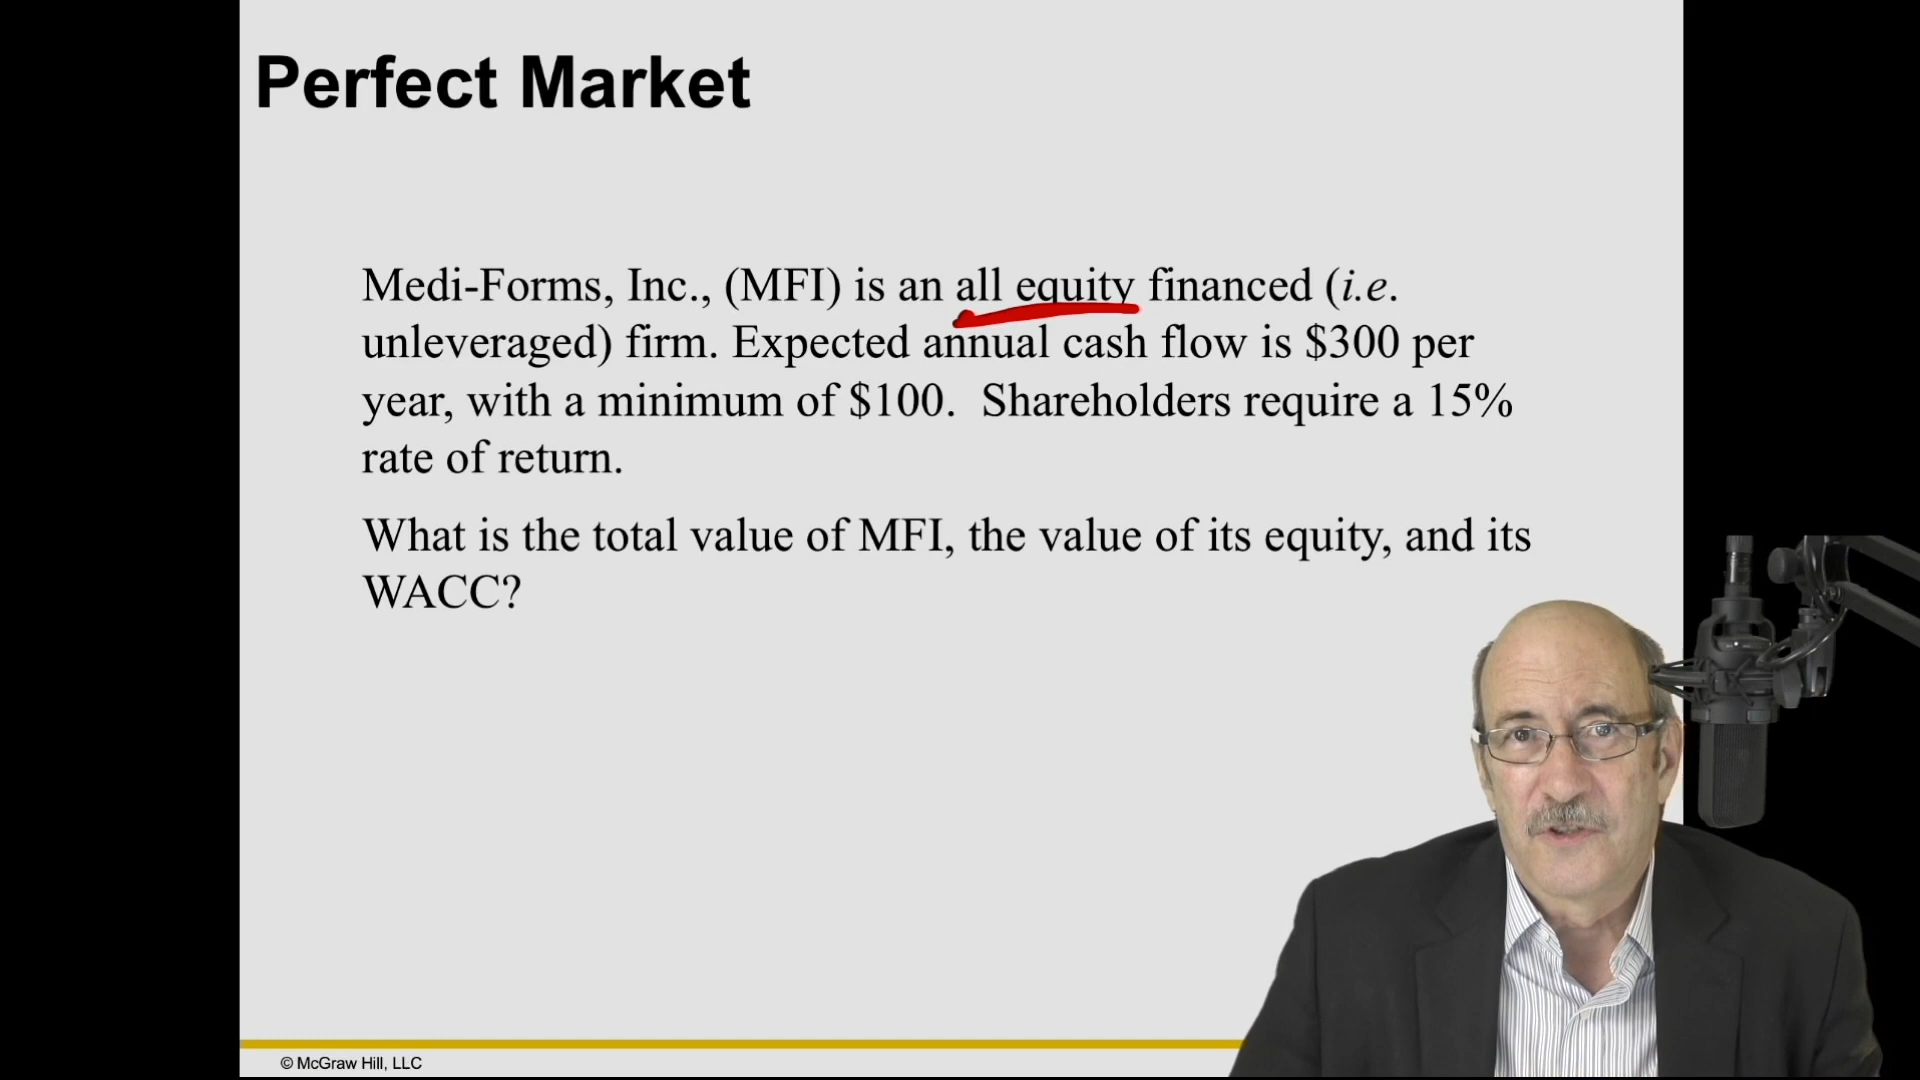 Perfect Market
Medi-Forms, Inc., (MFI) is an all equity financed (i.e.
unleveraged) firm. Expected annual cash flow is $300 per
year, with a minimum of $100.  Shareholders require a 15%
rate of return.
What is the total value of MFI, the value of its equity, and its
WACC?
© McGraw Hill, LLC